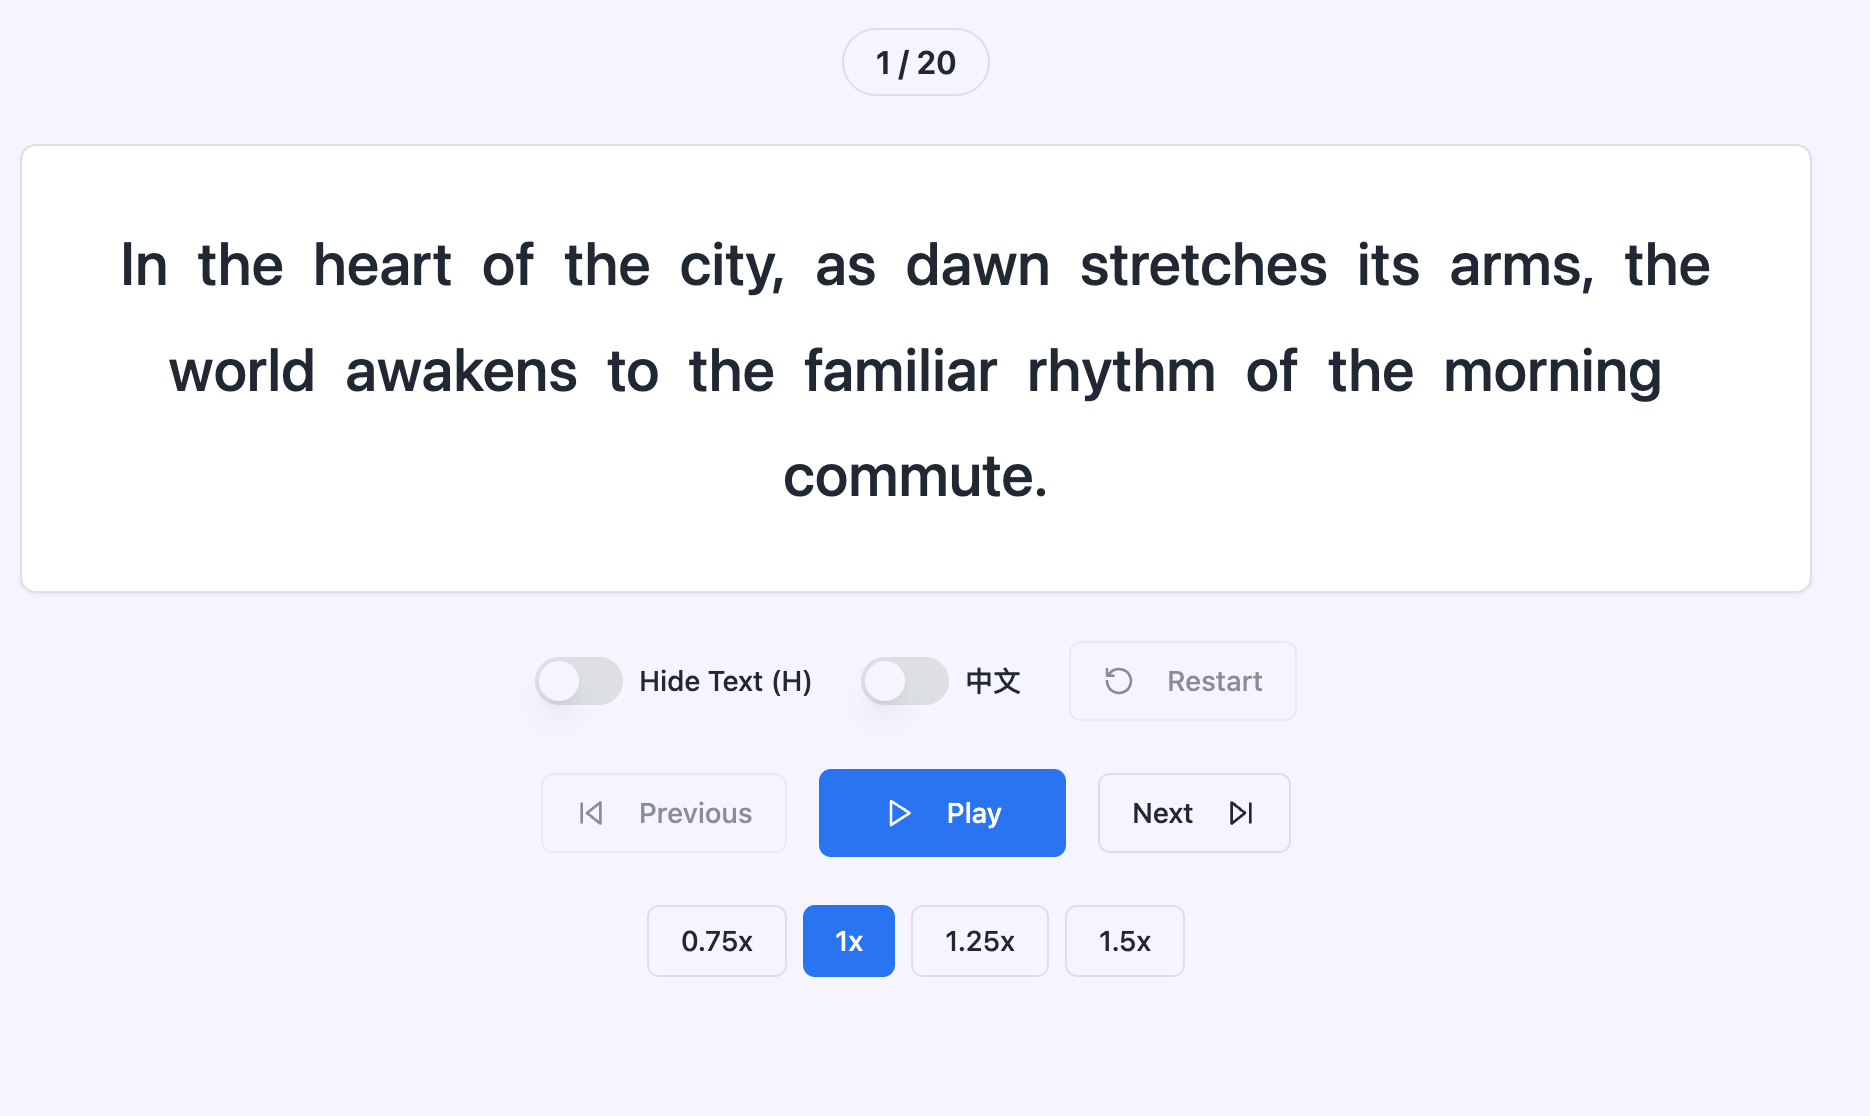 1 / 20
In the heart of the city, as dawn stretches its arms, the
world awakens to the familiar rhythm of the morning
commute.
Hide Text (H) 中文 Restart
Previous Play Next
0.75x 1x 1.25x 1.5x